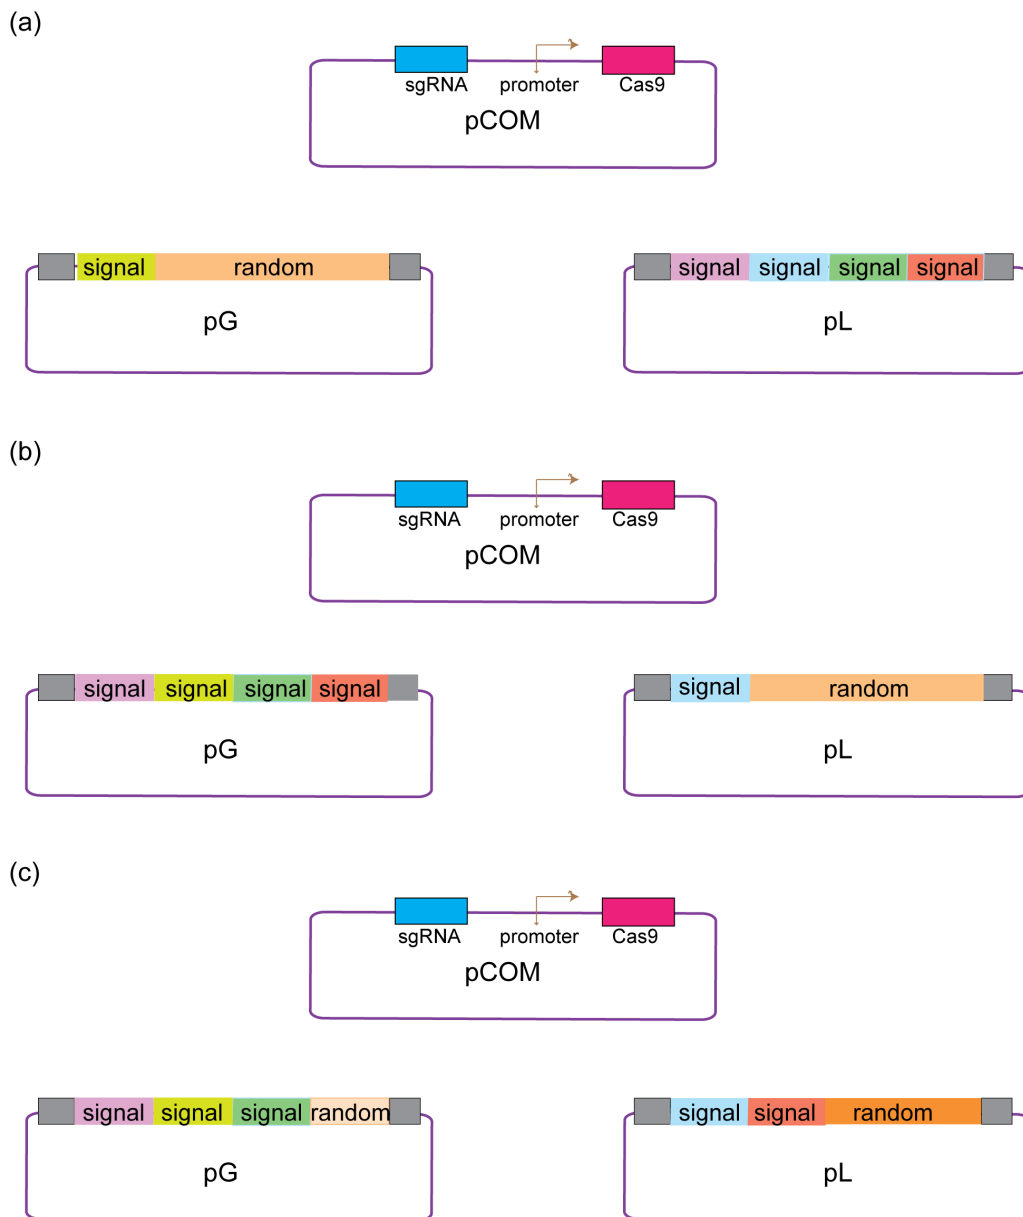 (a)
sgRNA promoter Cas9
pCOM
signal random
pG
signal signal signal signal
pL
(b)
sgRNA promoter Cas9
pCOM
signal signal signal signal
pG
signal random
pL
(c)
sgRNA promoter Cas9
pCOM
signal signal signal random
pG
signal signal random
pL